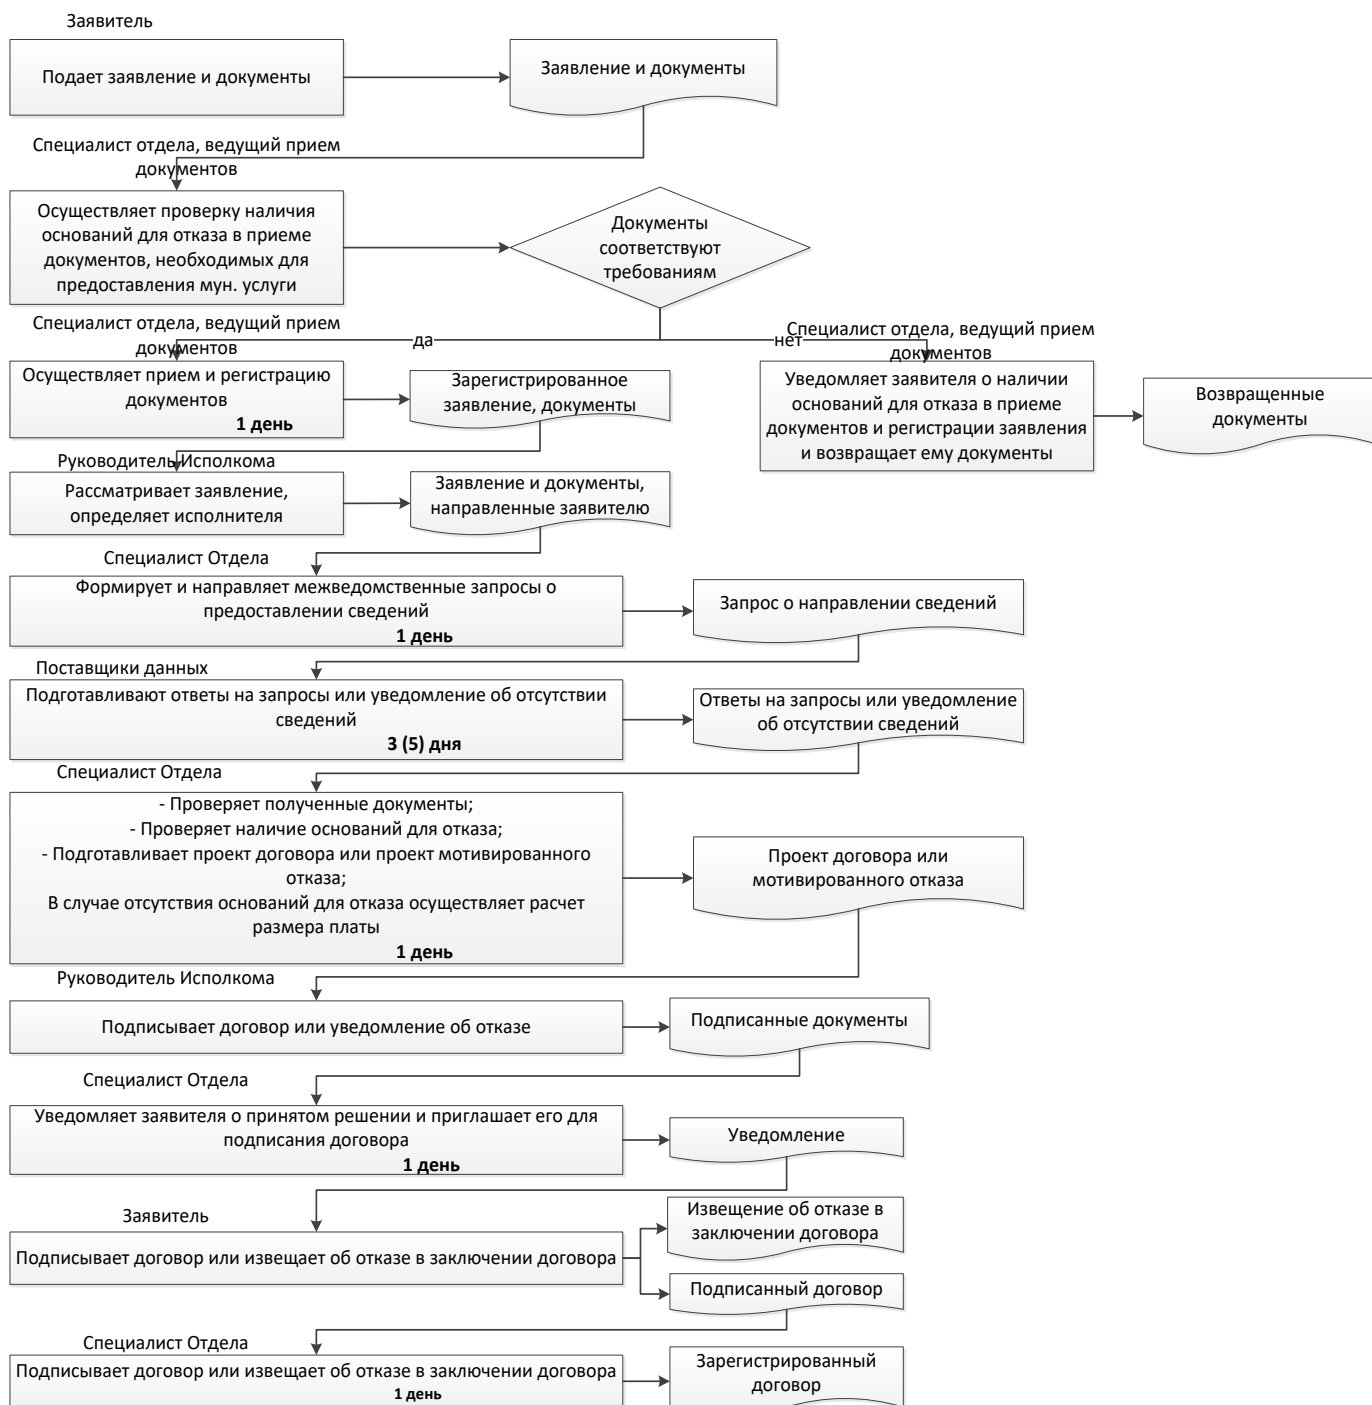 Заявитель
Подает заявление и документы
Заявление и документы
Специалист отдела, ведущий прием
документов
Осуществляет проверку наличия
оснований для отказа в приеме
документов, необходимых для
предоставления мун. услуги
Документы
соответствуют
требованиям
Специалист отдела, ведущий прием
документов
да
нет
Специалист отдела, ведущий прием
документов
Осуществляет прием и регистрацию
документов
1 день
Зарегистрированное
заявление, документы
Уведомляет заявителя о наличии
оснований для отказа в приеме
документов и регистрации заявления
и возвращает ему документы
Возвращенные
документы
Руководитель Исполкома
Рассматривает заявление,
определяет исполнителя
Заявление и документы,
направленные заявителю
Специалист Отдела
Формирует и направляет межведомственные запросы о
предоставлении сведений
1 день
Запрос о направлении сведений
Поставщики данных
Подготавливают ответы на запросы или уведомление об отсутствии
сведений
3 (5) дня
Ответы на запросы или уведомление
об отсутствии сведений
Специалист Отдела
- Проверяет полученные документы;
- Проверяет наличие оснований для отказа;
- Подготавливает проект договора или проект мотивированного
отказа;
В случае отсутствия оснований для отказа осуществляет расчет
размера платы
1 день
Проект договора или
мотивированного отказа
Руководитель Исполкома
Подписывает договор или уведомление об отказе
Подписанные документы
Специалист Отдела
Уведомляет заявителя о принятом решении и приглашает его для
подписания договора
1 день
Уведомление
Заявитель
Подписывает договор или извещает об отказе в заключении договора
Извещение об отказе в
заключении договора
Подписанный договор
Специалист Отдела
Подписывает договор или извещает об отказе в заключении договора
1 день
Зарегистрированный
договор